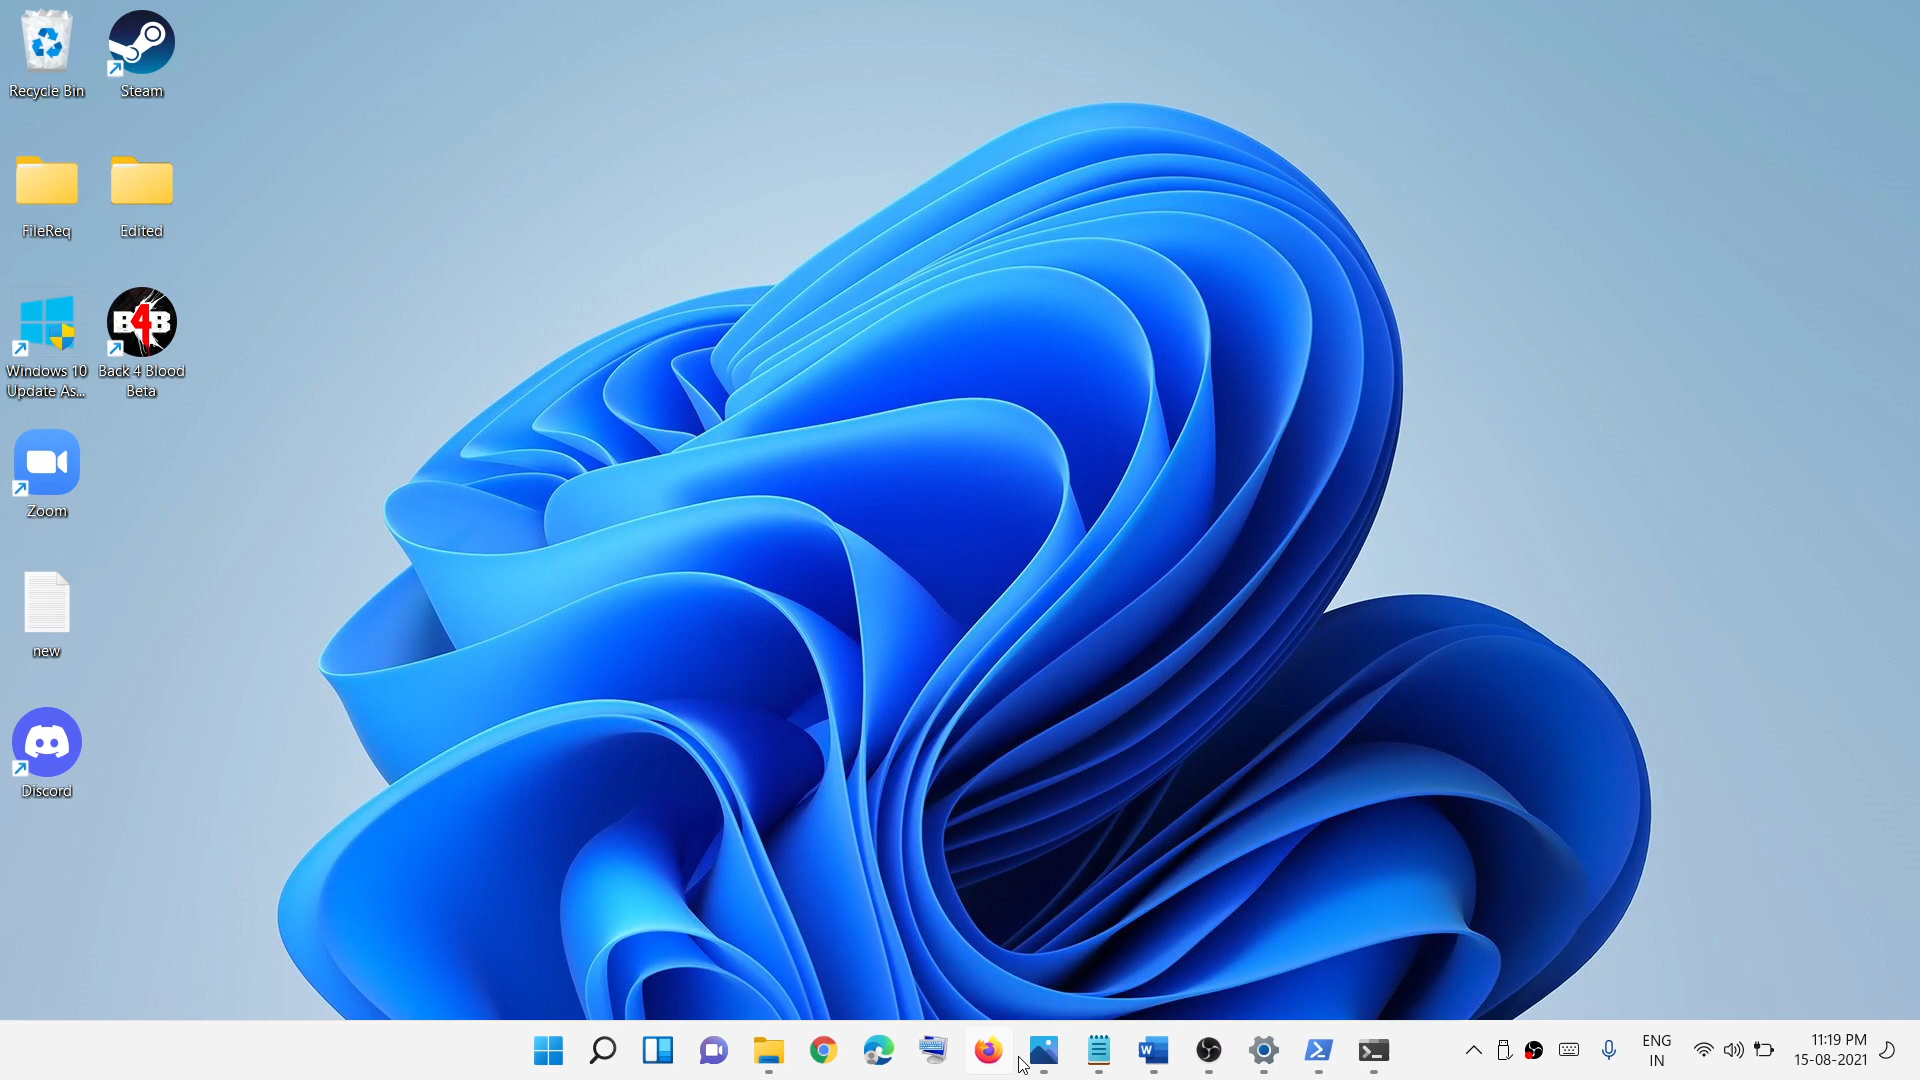 Recycle Bin
Steam
FileReq
Edited
Windows 10
Update As...
B4B
Back 4 Blood
Beta
Zoom
new
Discord
W
ENG
IN
11:19 PM
15-08-2021